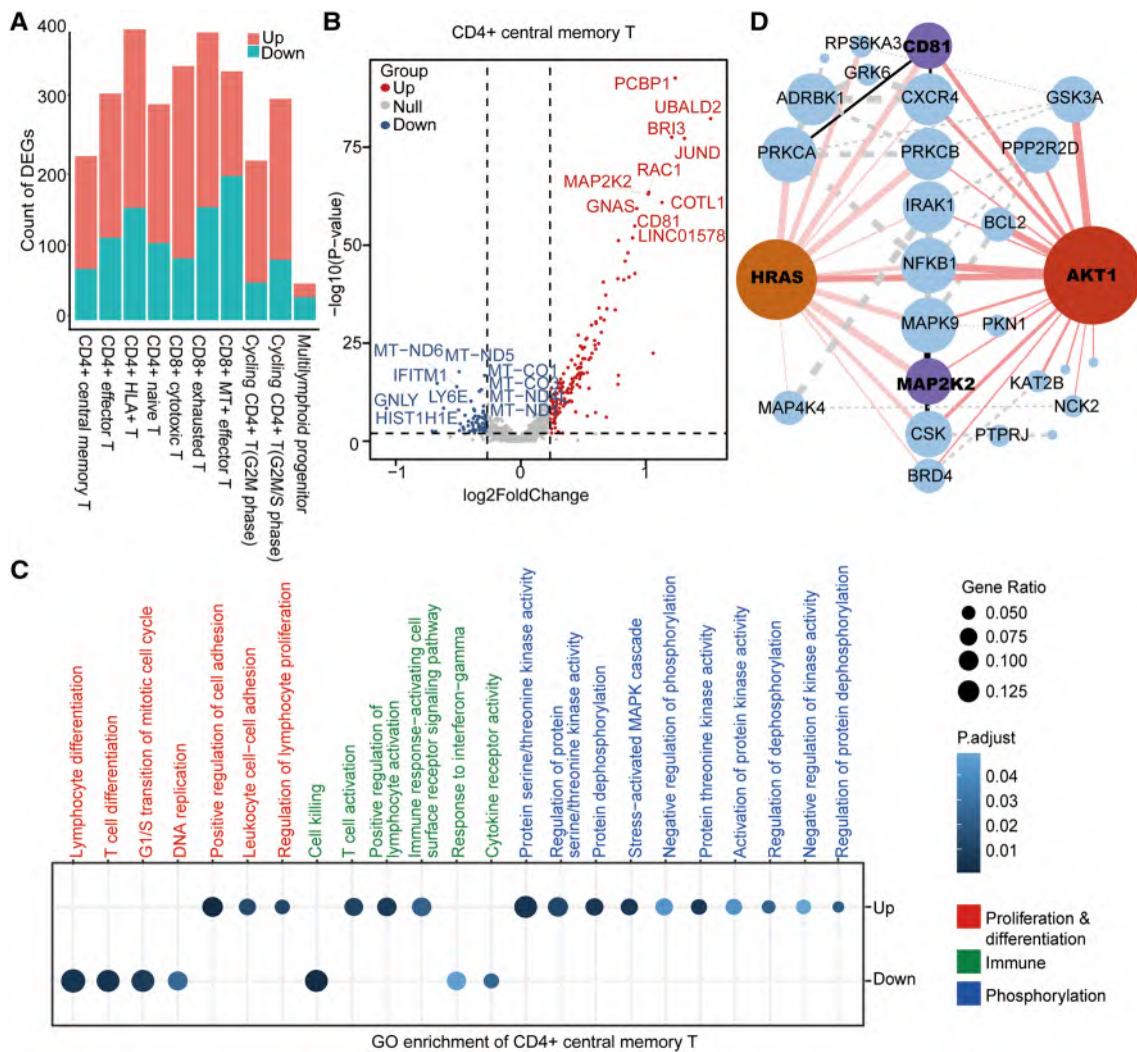 A
Count of DEGs
400
300
200
100
0
Up
Down
CD4+ central memory T
CD4+ effector T
CD4+ HLA+ T
CD4+ naive T
CD8+ cytotoxic T
CD8+ exhausted T
CD8+ MT+ effector T
Cycling CD4+ T(G2M phase)
Cycling CD4+ T(G2M/S phase)
Multilymploid progenitor
B
CD4+ central memory T
Group
Up
Null
Down
-log10(P-value)
75
50
25
0
PCBP1
UBALD2
BRI3
JUND
RAC1
MAP2K2
COTL1
GNAS
CD81
LINC01578
MT-ND6
MT-ND5
IFITM1
MT-CO1
GNLY
LY6E
HIST1H1E
−1
0
1
log2FoldChange
D
RPS6KA3
CD81
GRK6
ADRBK1
CXCR4
GSK3A
PRKCA
PRKCB
PPP2R2D
IRAK1
BCL2
HRAS
NFKB1
AKT1
MAPK9
PKN1
MAP2K2
KAT2B
MAP4K4
NCK2
CSK
PTPRJ
BRD4
C
Lymphocyte differentiation
T cell differentiation
G1/S transition of mitotic cell cycle
DNA replication
Positive regulation of cell adhesion
Leukocyte cell-cell adhesion
Regulation of lymphocyte proliferation
Cell killing
T cell activation
Positive regulation of
lymphocyte activation
Immune response-activating cell
surface receptor signaling pathway
Response to interferon-gamma
Cytokine receptor activity
Protein serine/threonine kinase activity
Regulation of protein
serine/threonine kinase activity
Protein dephosphorylation
Stress-activated MAPK cascade
Negative regulation of phosphorylation
Protein threonine kinase activity
Activation of protein kinase activity
Regulation of dephosphorylation
Negative regulation of kinase activity
Regulation of protein dephosphorylation
Up
Down
GO enrichment of CD4+ central memory T
Gene Ratio
0.050
0.075
0.100
0.125
P.adjust
0.04
0.03
0.02
0.01
Proliferation &
differentiation
Immune
Phosphorylation